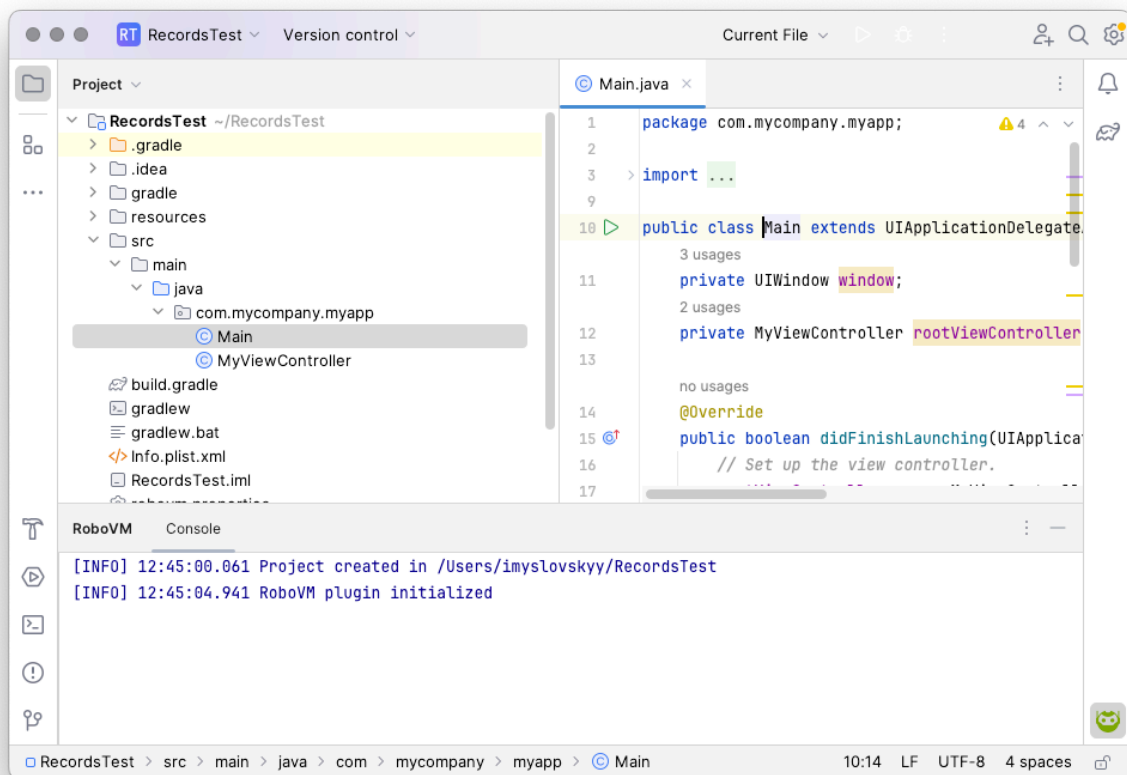 RT RecordsTest Version control Current File
Project
RecordsTest ~/RecordsTest
.gradle
.idea
gradle
resources
src
main
java
com.mycompany.myapp
Main
MyViewController
build.gradle
gradlew
gradlew.bat
Info.plist.xml
RecordsTest.iml
Main.java
1 package com.mycompany.myapp;
4
2
3 import ...
9
10 public class Main extends UIApplicationDelegate
3 usages
11 private UIWindow window;
2 usages
12 private MyViewController rootViewController
13
no usages
14 @Override
15 public boolean didFinishLaunching(UIApplica
16 // Set up the view controller.
17
RoboVM Console
[INFO] 12:45:00.061 Project created in /Users/imyslovskyy/RecordsTest
[INFO] 12:45:04.941 RoboVM plugin initialized
RecordsTest > src > main > java > com > mycompany > myapp > Main 10:14 LF UTF-8 4 spaces